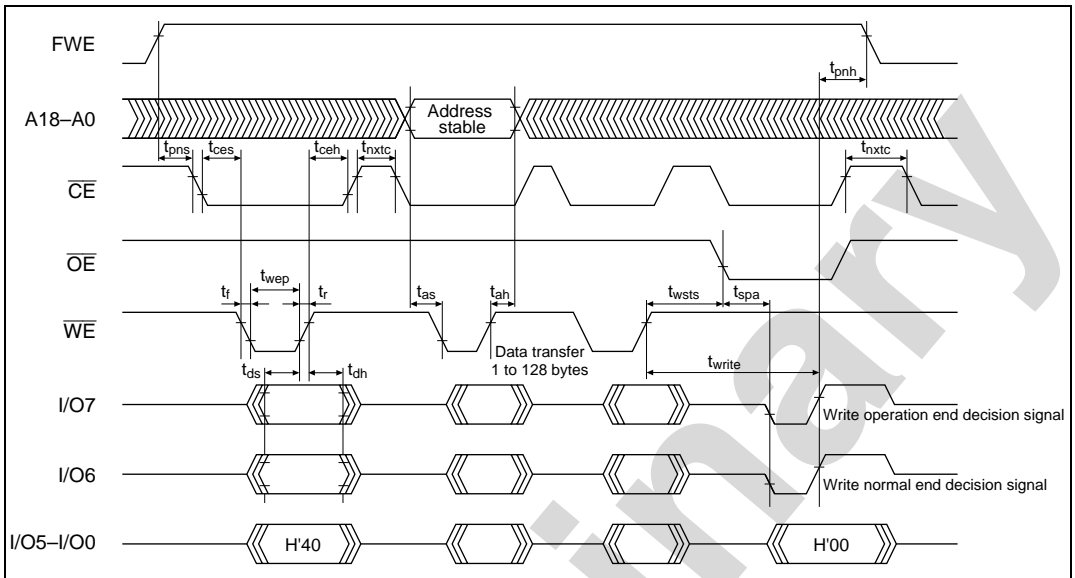 FWE
tpnh
A18–A0
Address
stable
tpns
tces
tceh
tnxtc
tnxtc
CE
OE
twep
tf
tr
tas
tah
twsts
tspa
WE
Data transfer
1 to 128 bytes
tds
tdh
twrite
I/O7
Write operation end decision signal
I/O6
Write normal end decision signal
I/O5–I/O0
H'40
H'00
inary